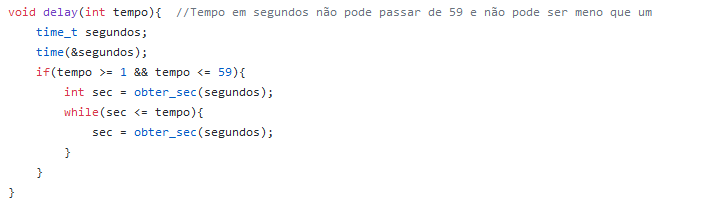 void delay(int tempo){  //Tempo em segundos não pode passar de 59 e não pode ser meno que um
    time_t segundos;
    time(&segundos);
    if(tempo >= 1 && tempo <= 59){
        int sec = obter_sec(segundos);
        while(sec <= tempo){
            sec = obter_sec(segundos);
        }
    }
}